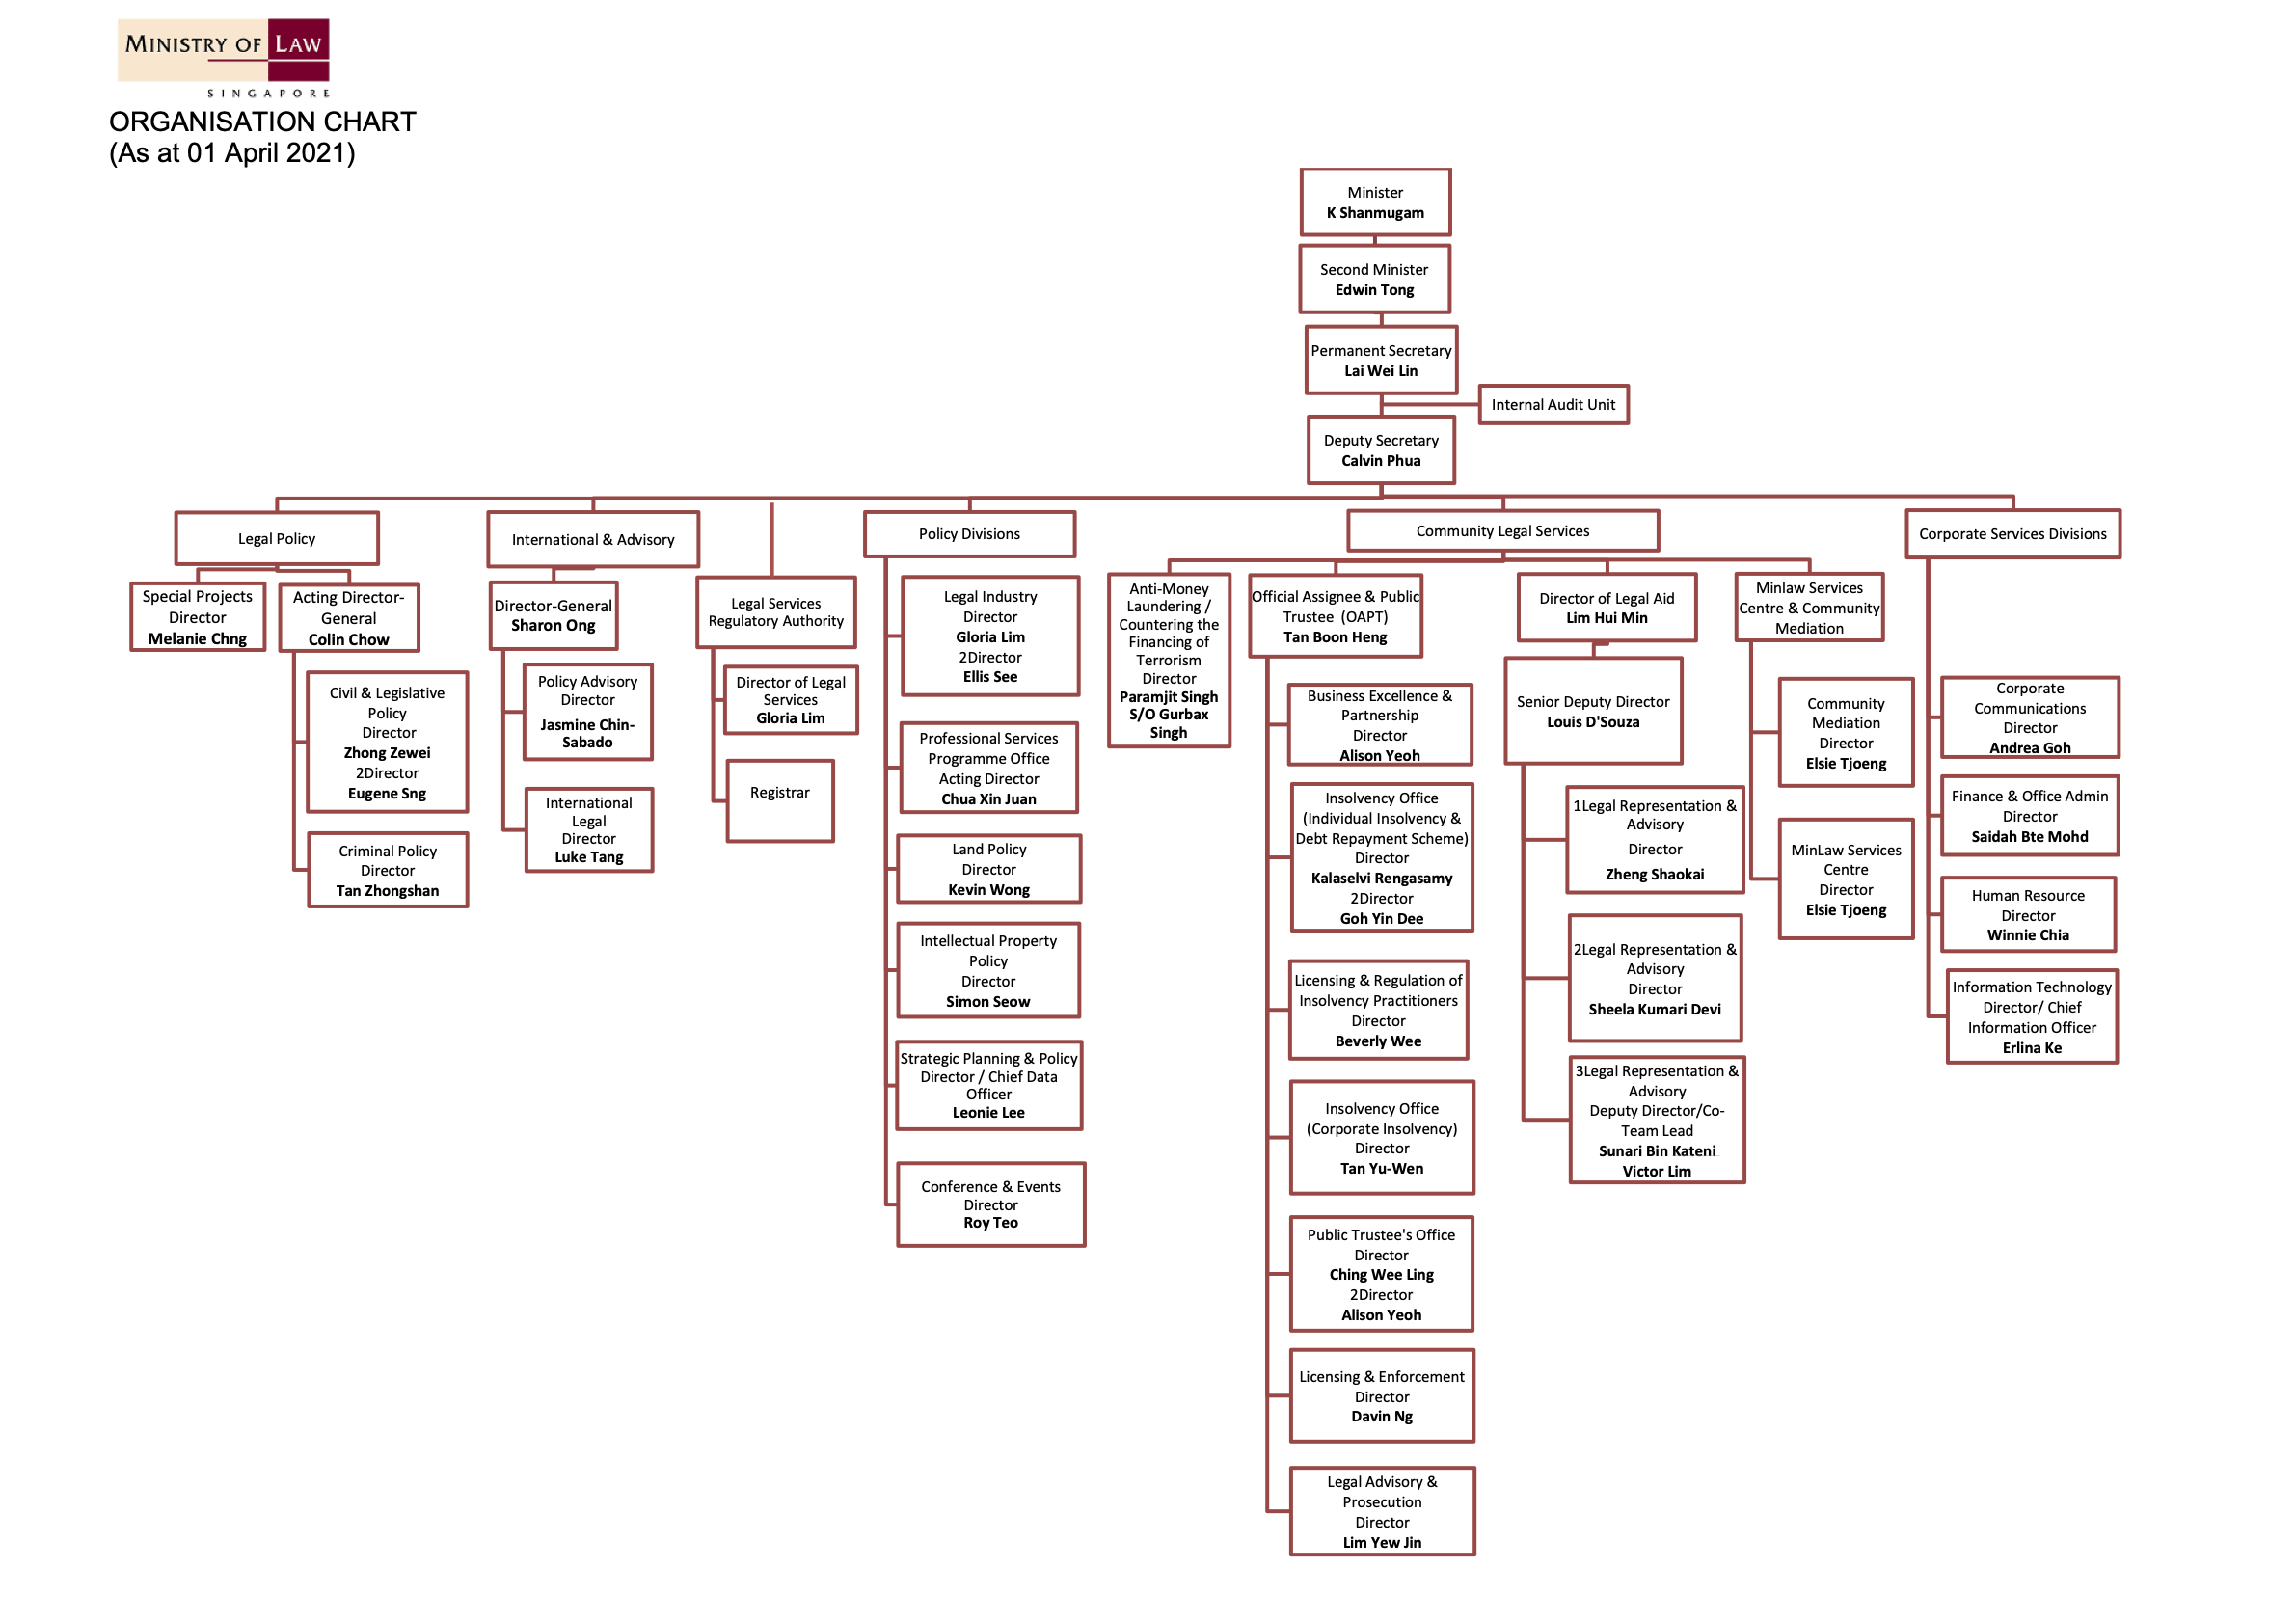 MINISTRY OF LAW
SINGAPORE
ORGANISATION CHART
(As at 01 April 2021)
Minister
K Shanmugam
Second Minister
Edwin Tong
Permanent Secretary
Lai Wei Lin
Internal Audit Unit
Deputy Secretary
Calvin Phua
Legal Policy
Special Projects
Director
Melanie Chng
Acting Director-
General
Colin Chow
Civil & Legislative
Policy
Director
Zhong Zewei
2Director
Eugene Sng
Criminal Policy
Director
Tan Zhongshan
International & Advisory
Director-General
Sharon Ong
Policy Advisory
Director
Jasmine Chin-
Sabado
International
Legal
Director
Luke Tang
Legal Services
Regulatory Authority
Director of Legal
Services
Gloria Lim
Registrar
Policy Divisions
Legal Industry
Director
Gloria Lim
2Director
Ellis See
Professional Services
Programme Office
Acting Director
Chua Xin Juan
Land Policy
Director
Kevin Wong
Intellectual Property
Policy
Director
Simon Seow
Strategic Planning & Policy
Director / Chief Data
Officer
Leonie Lee
Conference & Events
Director
Roy Teo
Community Legal Services
Anti-Money
Laundering /
Countering the
Financing of
Terrorism
Director
Paramjit Singh
S/O Gurbax
Singh
Official Assignee & Public
Trustee (OAPT)
Tan Boon Heng
Business Excellence &
Partnership
Director
Alison Yeoh
Insolvency Office
(Individual Insolvency &
Debt Repayment Scheme)
Director
Kalaselvi Rengasamy
2Director
Goh Yin Dee
Licensing & Regulation of
Insolvency Practitioners
Director
Beverly Wee
Insolvency Office
(Corporate Insolvency)
Director
Tan Yu-Wen
Public Trustee's Office
Director
Ching Wee Ling
2Director
Alison Yeoh
Licensing & Enforcement
Director
Davin Ng
Legal Advisory &
Prosecution
Director
Lim Yew Jin
Director of Legal Aid
Lim Hui Min
Senior Deputy Director
Louis D'Souza
1Legal Representation &
Advisory
Director
Zheng Shaokai
2Legal Representation &
Advisory
Director
Sheela Kumari Devi
3Legal Representation &
Advisory
Deputy Director/Co-
Team Lead
Sunari Bin Kateni
Victor Lim
Minlaw Services
Centre & Community
Mediation
Community
Mediation
Director
Elsie Tjoeng
MinLaw Services
Centre
Director
Elsie Tjoeng
Corporate Services Divisions
Corporate
Communications
Director
Andrea Goh
Finance & Office Admin
Director
Saidah Bte Mohd
Human Resource
Director
Winnie Chia
Information Technology
Director/ Chief
Information Officer
Erlina Ke